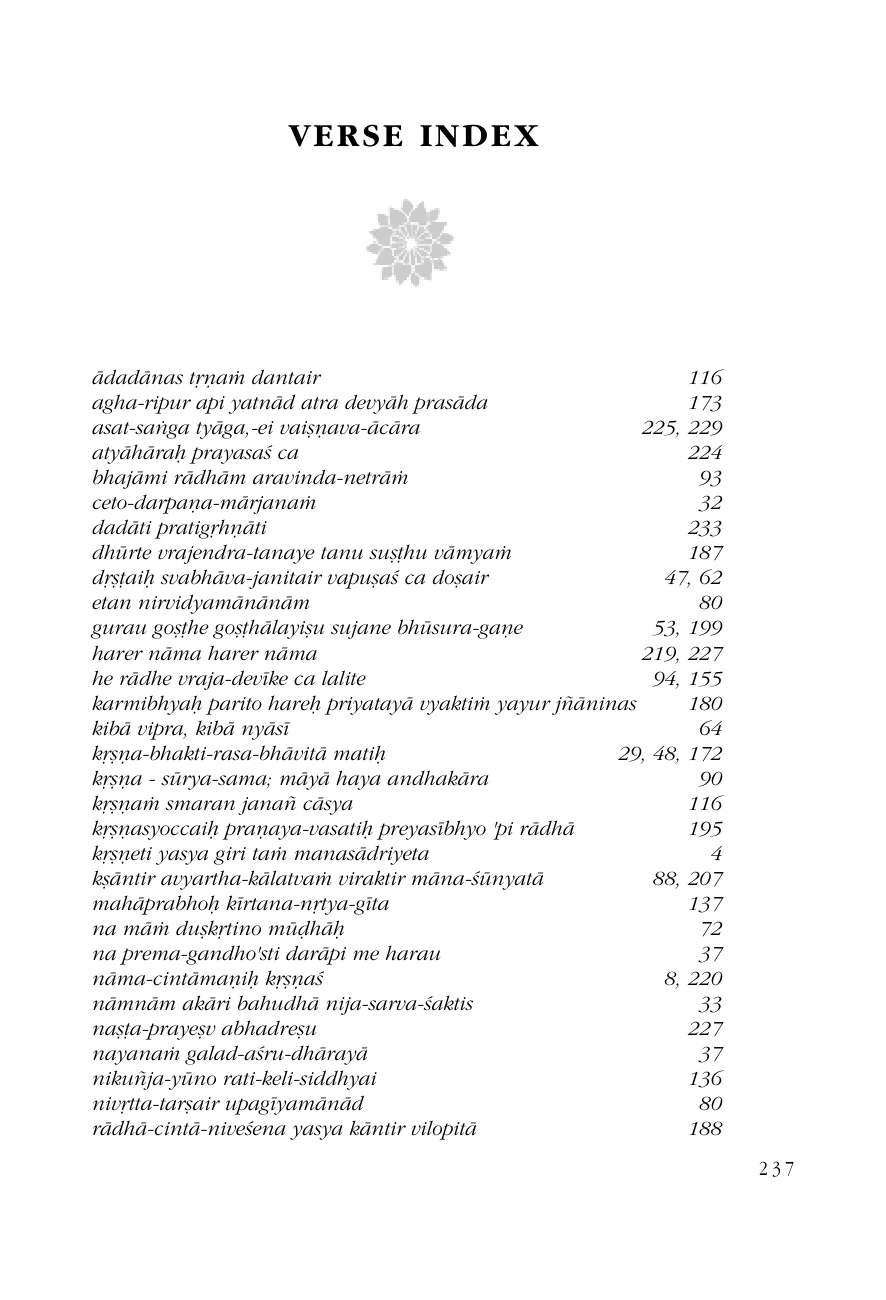 VERSE INDEX
ādadānas tṛṇaṁ dantair 116
agha-ripur api yatnād atra devyāh prasāda 173
asat-saṅga tyāga,-ei vaiṣṇava-ācāra 225, 229
atyāhāraḥ prayasaś ca 224
bhajāmi rādhām aravinda-netrāṁ 93
ceto-darpaṇa-mārjanaṁ 32
dadāti pratigṛhṇāti 233
dhūrte vrajendra-tanaye tanu suṣṭhu vāmyaṁ 187
dṛṣṭaiḥ svabhāva-janitair vapuṣaś ca doṣair 47, 62
etan nirvidyamānānām 80
gurau goṣṭhe goṣṭhālayiṣu sujane bhūsura-gaṇe 53, 199
harer nāma harer nāma 219, 227
he rādhe vraja-devīke ca lalite 94, 155
karmibhyaḥ parito hareḥ priyatayā vyaktiṁ yayur jñāninas 180
kibā vipra, kibā nyāsī 64
kṛṣṇa-bhakti-rasa-bhāvitā matiḥ 29, 48, 172
kṛṣṇa - sūrya-sama; māyā haya andhakāra 90
kṛṣṇaṁ smaran janañ cāsya 116
kṛṣṇasyoccaiḥ praṇaya-vasatiḥ preyasībhyo 'pi rādhā 195
kṛṣṇeti yasya giri taṁ manasādriyeta 4
kṣāntir avyartha-kālatvaṁ viraktir māna-śūnyatā 88, 207
mahāprabhoḥ kīrtana-nṛtya-gīta 137
na māṁ duṣkṛtino mūḍhāḥ 72
na prema-gandho'sti darāpi me harau 37
nāma-cintāmaṇiḥ kṛṣṇaś 8, 220
nāmnām akāri bahudhā nija-sarva-śaktis 33
naṣṭa-prayeṣv abhadreṣu 227
nayanaṁ galad-aśru-dhārayā 37
nikuñja-yūno rati-keli-siddhyai 136
nivṛtta-tarṣair upagīyamānād 80
rādhā-cintā-niveśena yasya kāntir vilopitā 188
237